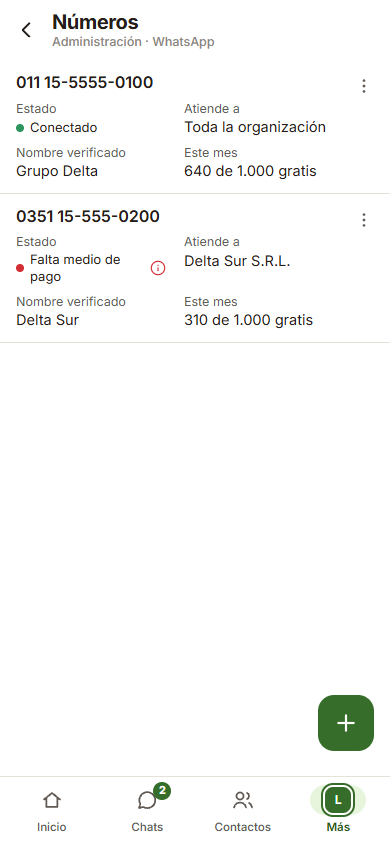 Números
Administración · WhatsApp
011 15-5555-0100
Estado
Atiende a
Conectado
Toda la organización
Nombre verificado
Este mes
Grupo Delta
640 de 1.000 gratis
0351 15-555-0200
Estado
Atiende a
Falta medio de
pago
Delta Sur S.R.L.
Nombre verificado
Este mes
Delta Sur
310 de 1.000 gratis
2
L
Inicio
Chats
Contactos
Más